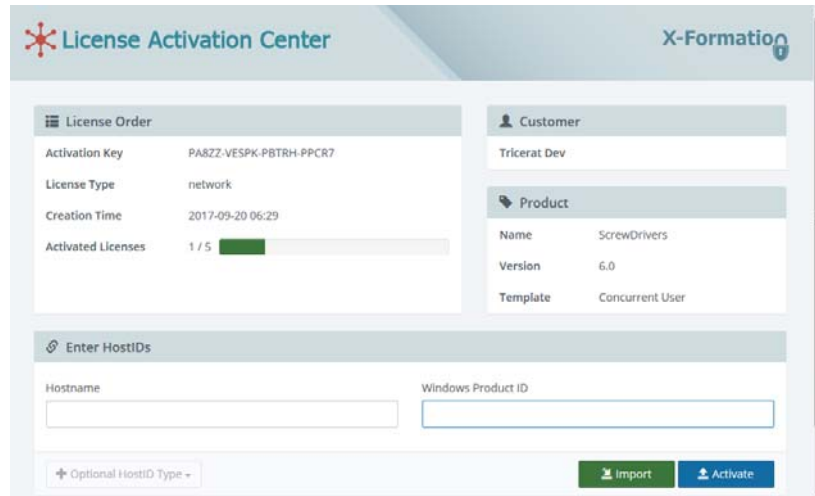 License Activation Center
X-Formation
License Order
Activation Key PA8ZZ-VESPK-PBTRH-PPCR7
License Type network
Creation Time 2017-09-20 06:29
Activated Licenses 1 / 5
Customer
Tricerat Dev
Product
Name ScrewDrivers
Version 6.0
Template Concurrent User
Enter HostIDs
Hostname Windows Product ID
Optional HostID Type
Import Activate